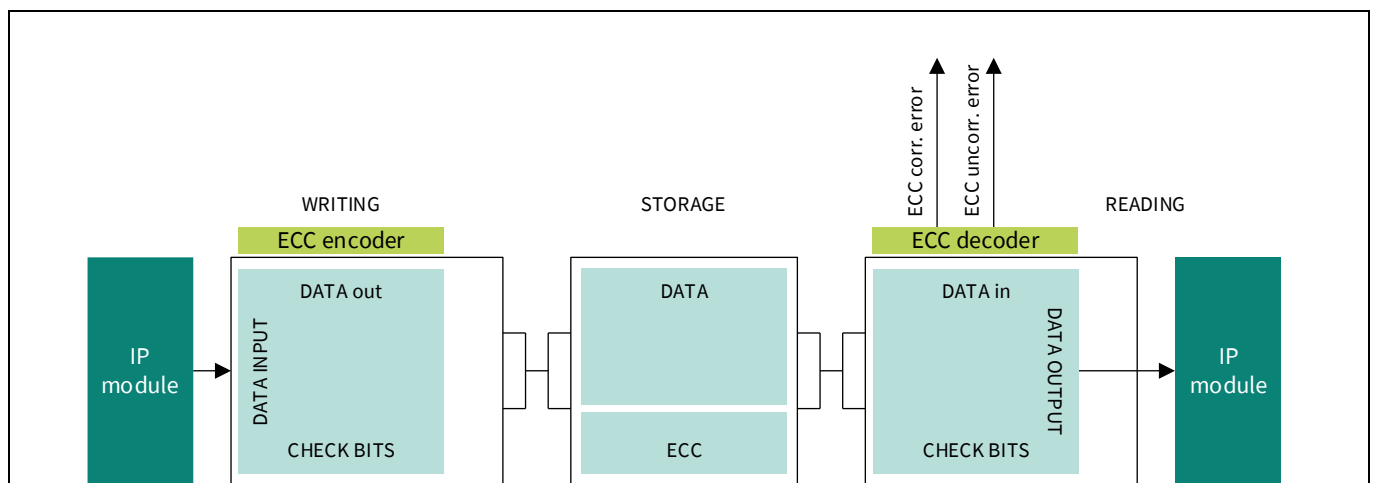 ECC corr. error
ECC uncorr. error
WRITING
STORAGE
READING
ECC encoder
ECC decoder
IP
module
DATA INPUT
DATA out
CHECK BITS
DATA
ECC
DATA in
DATA OUTPUT
CHECK BITS
IP
module